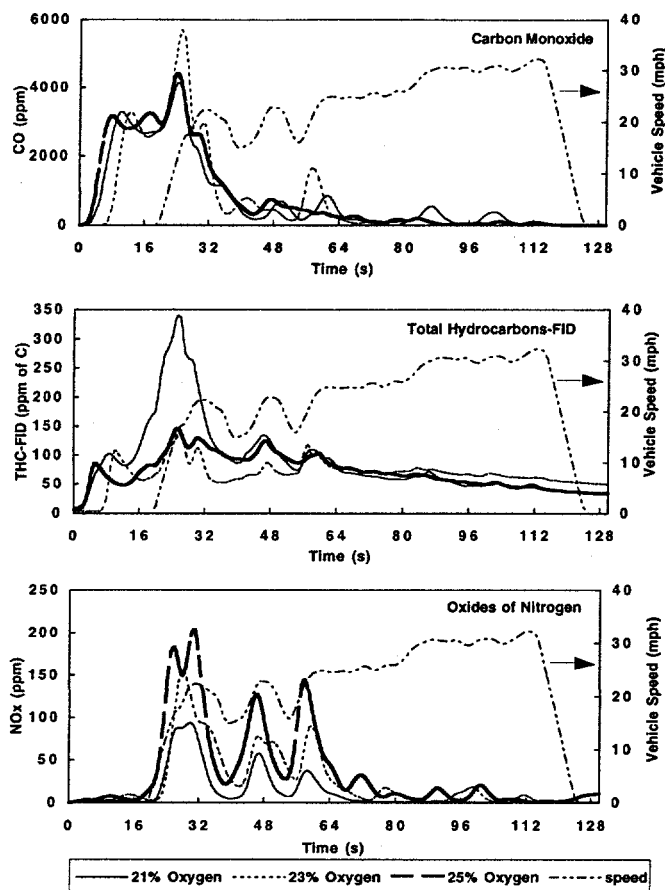 Carbon Monoxide
CO (ppm)
6000
4000
2000
0
40
30
20
10
0
Vehicle Speed (mph)
0 16 32 48 64 80 96 112 128
Time (s)
Total Hydrocarbons-FID
THC-FID (ppm of C)
350
300
250
200
150
100
50
0
40
30
20
10
0
Vehicle Speed (mph)
0 16 32 48 64 80 96 112 128
Time (s)
Oxides of Nitrogen
NOx (ppm)
250
200
150
100
50
0
40
30
20
10
0
Vehicle Speed (mph)
0 16 32 48 64 80 96 112 128
Time (s)
21% Oxygen 23% Oxygen 25% Oxygen speed